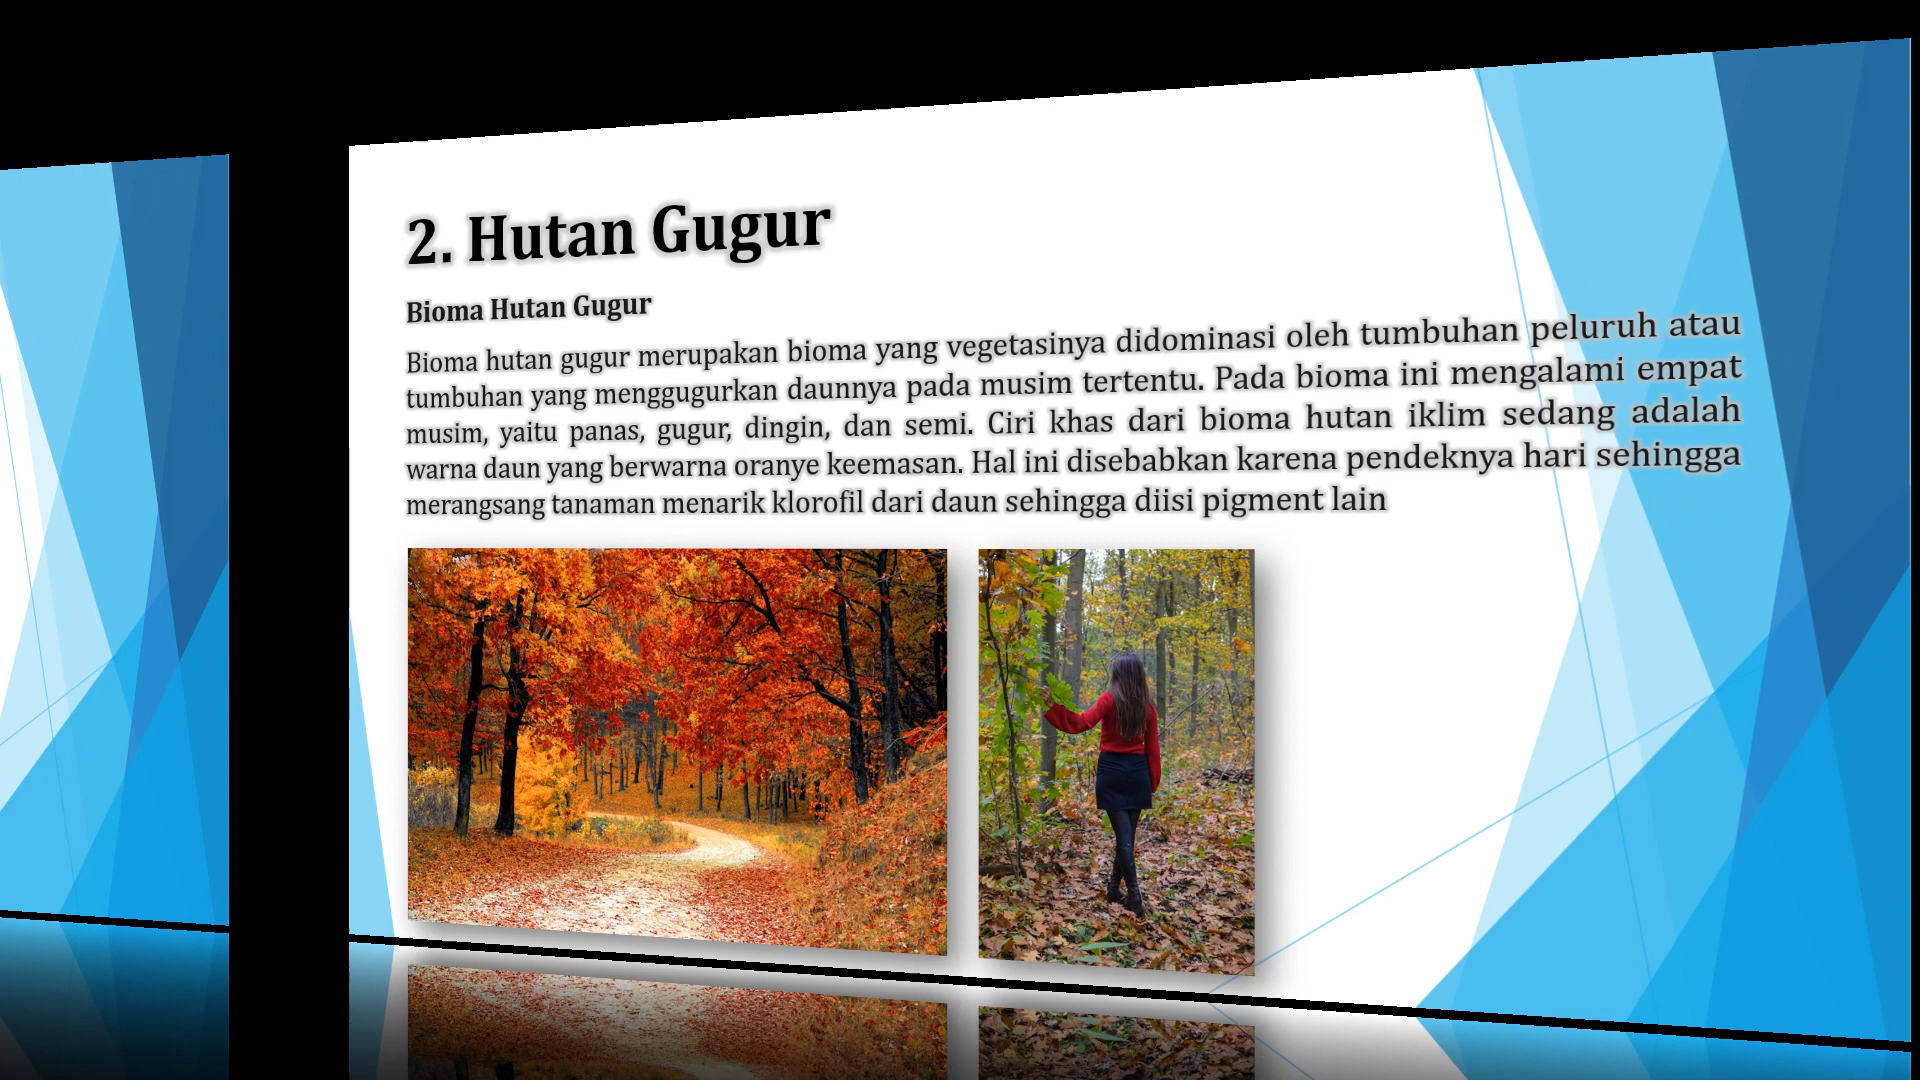 2. Hutan Gugur
Bioma Hutan Gugur
Bioma hutan gugur merupakan bioma yang vegetasinya didominasi oleh tumbuhan peluruh atau
tumbuhan yang menggugurkan daunnya pada musim tertentu. Pada bioma ini mengalami empat
musim, yaitu panas, gugur, dingin, dan semi. Ciri khas dari bioma hutan iklim sedang adalah
warna daun yang berwarna oranye keemasan. Hal ini disebabkan karena pendeknya hari sehingga
merangsang tanaman menarik klorofil dari daun sehingga diisi pigment lain